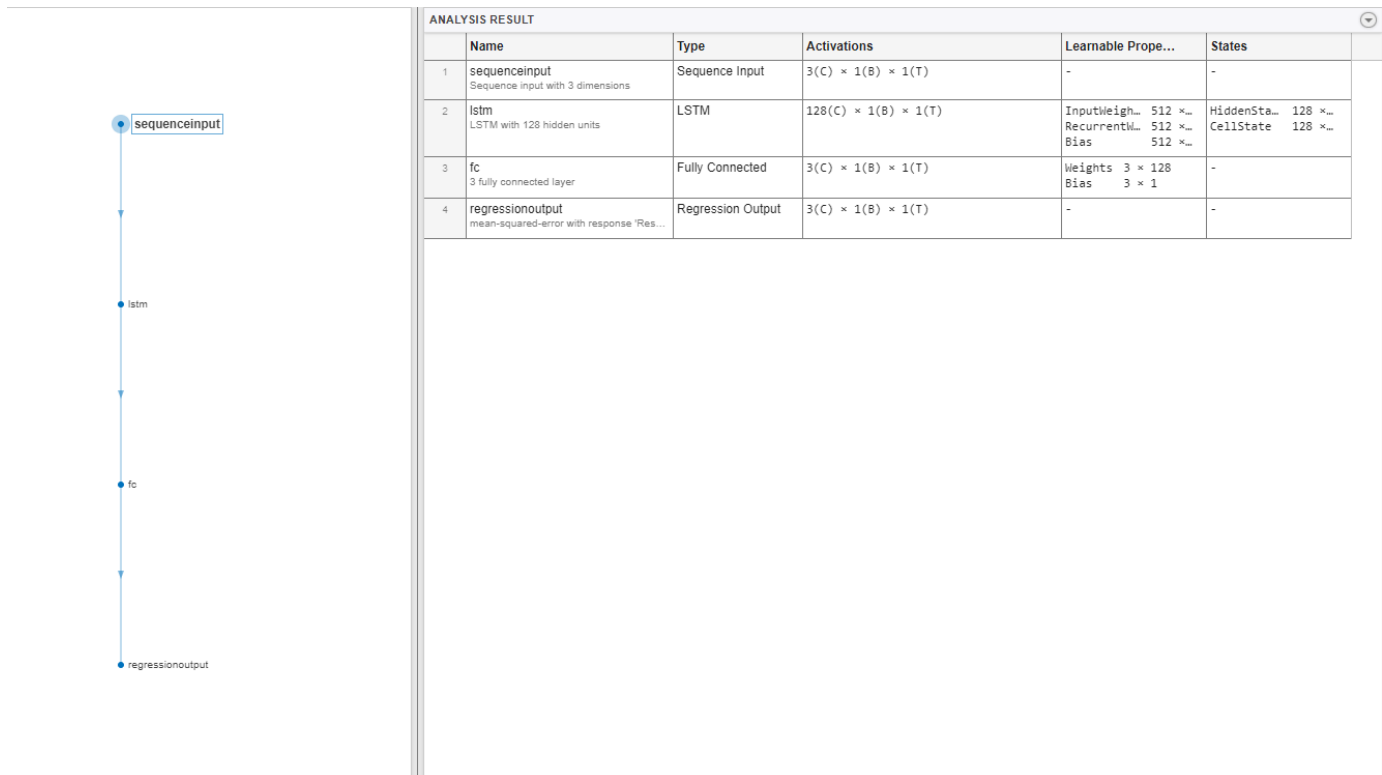 sequenceinput
lstm
fc
regressionoutput
ANALYSIS RESULT
Name Type Activations Learnable Prope... States
1 sequenceinput Sequence Input 3(C) × 1(B) × 1(T) - -
Sequence input with 3 dimensions
2 lstm LSTM 128(C) × 1(B) × 1(T) InputWeigh… 512 ×… HiddenSta… 128 ×…
LSTM with 128 hidden units RecurrentW… 512 ×… CellState 128 ×…
Bias 512 ×…
3 fc Fully Connected 3(C) × 1(B) × 1(T) Weights 3 × 128 -
3 fully connected layer Bias 3 × 1
4 regressionoutput Regression Output 3(C) × 1(B) × 1(T) - -
mean-squared-error with response 'Res...